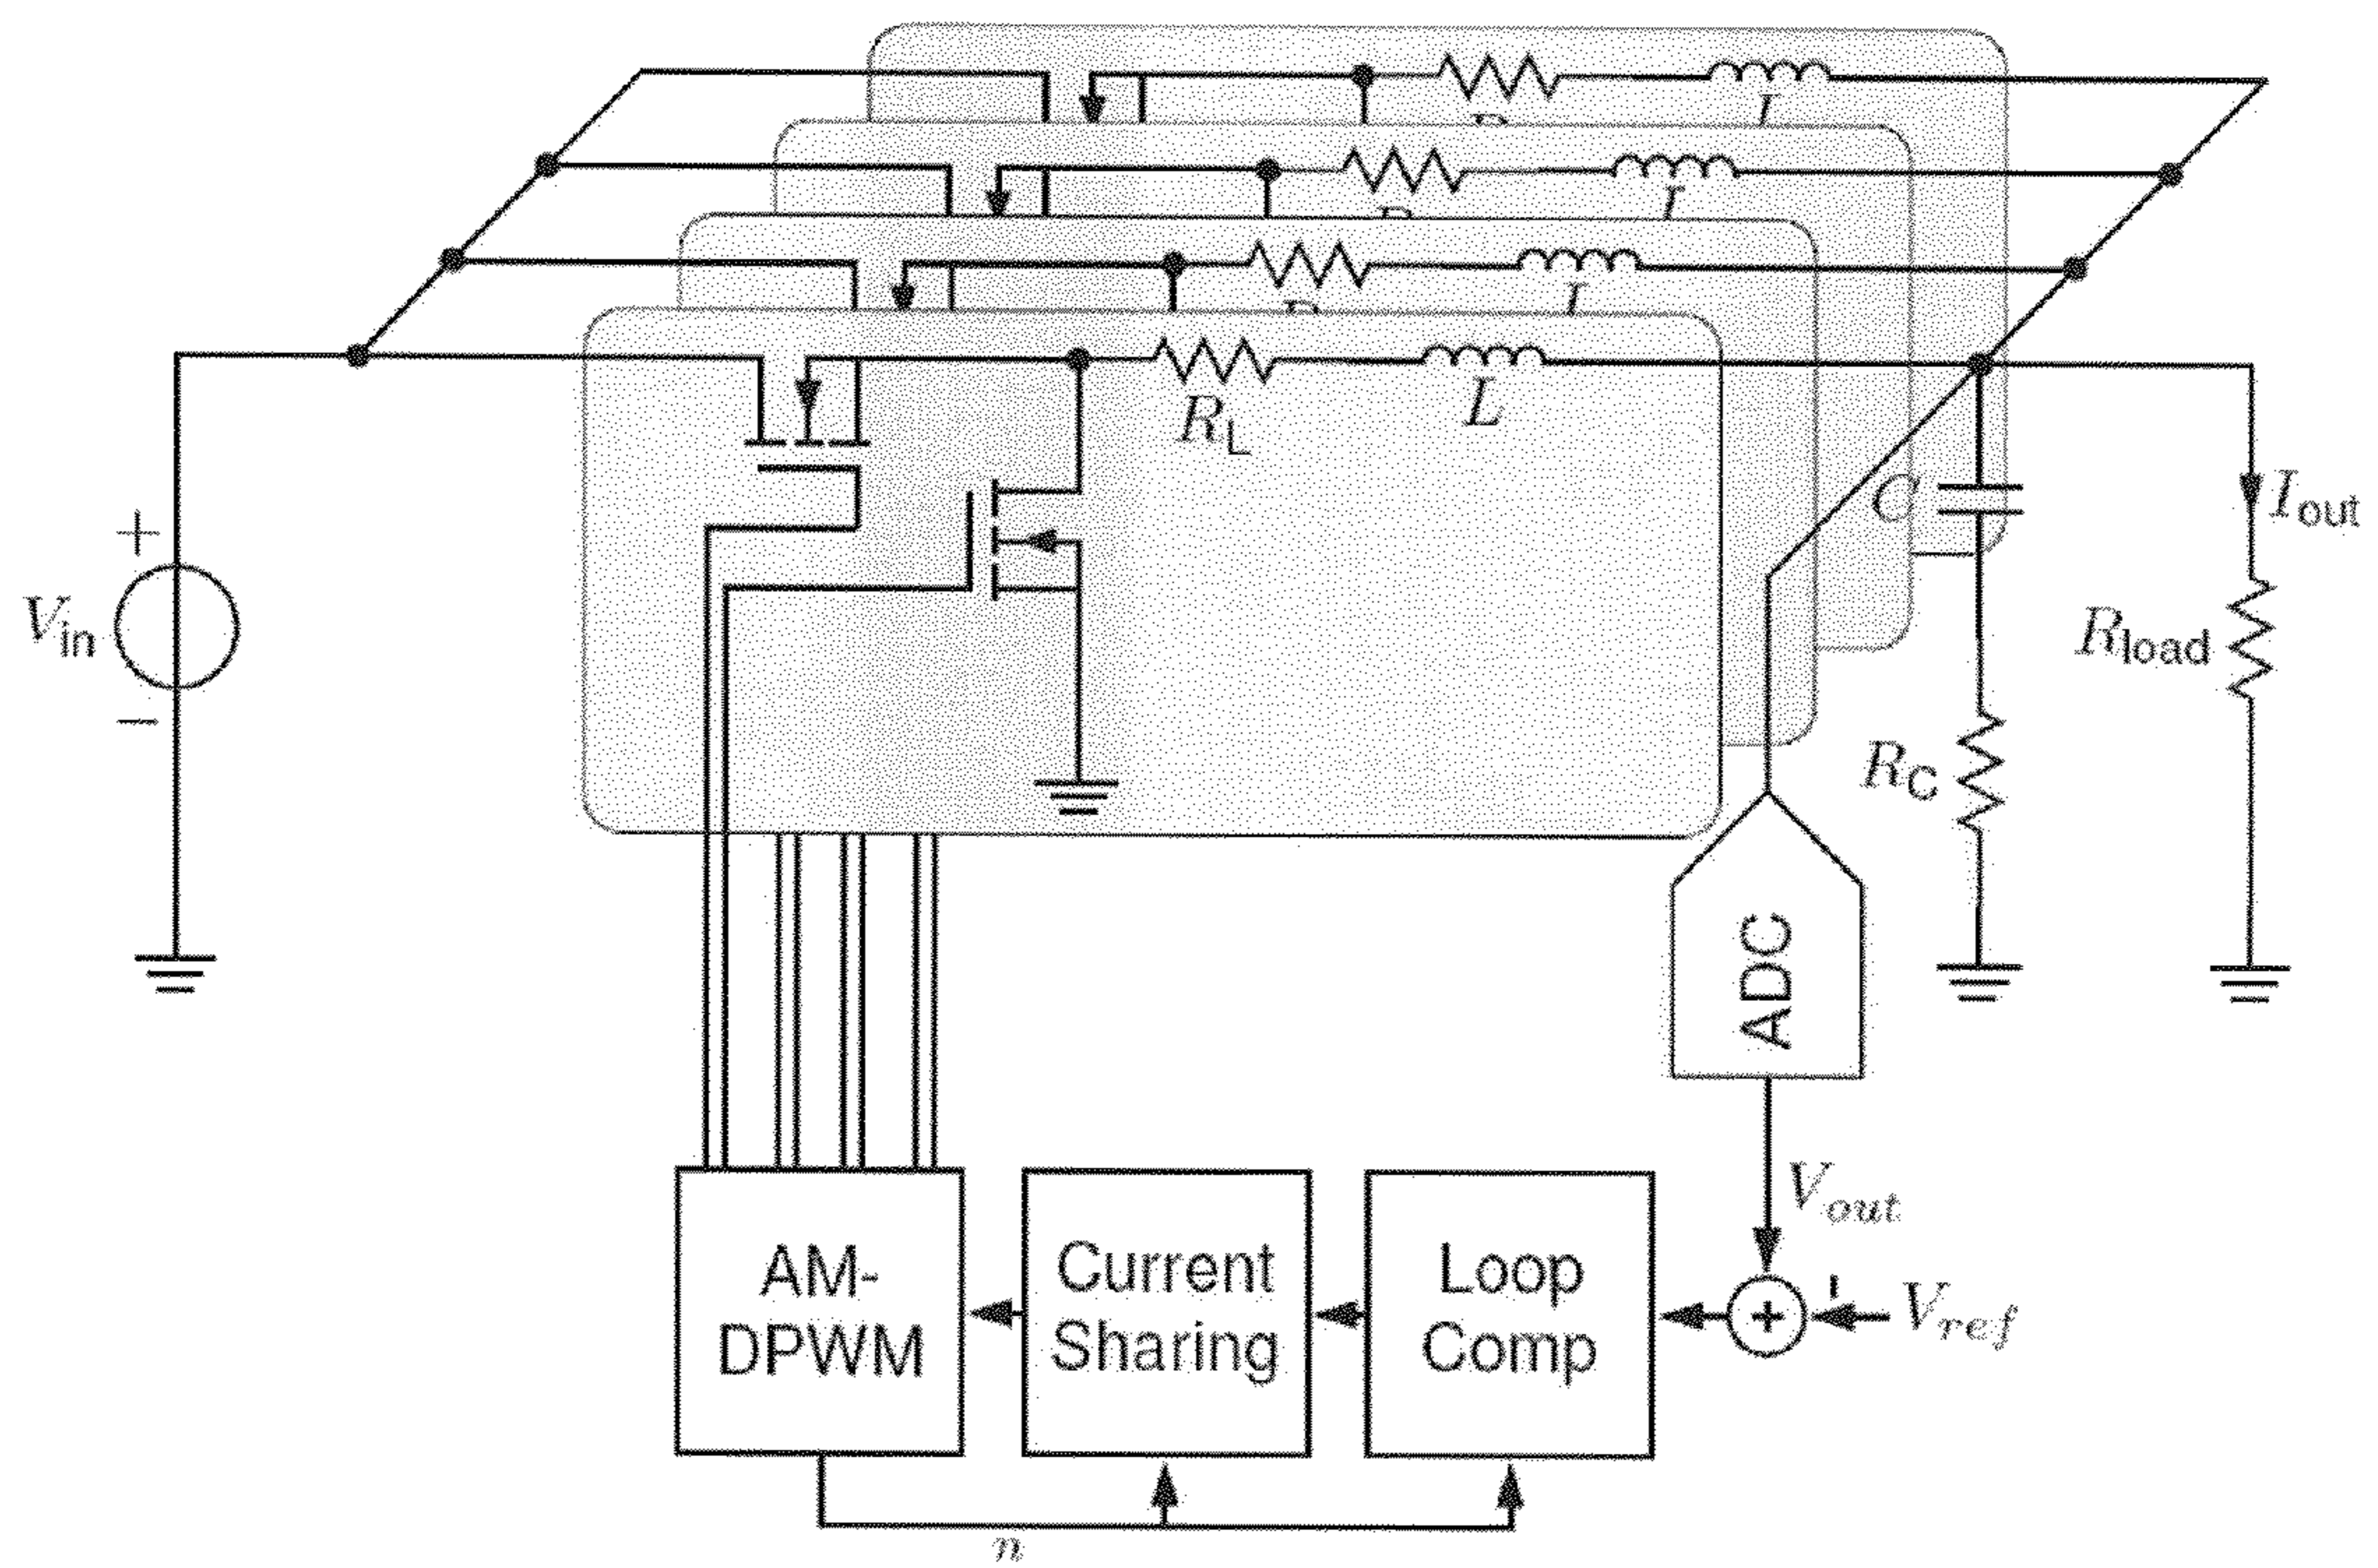 R_L
L
+
V_in
−
C
I_out
R_load
R_C
ADC
V_out
AM-
DPWM
Current
Sharing
Loop
Comp
+
V_ref
n